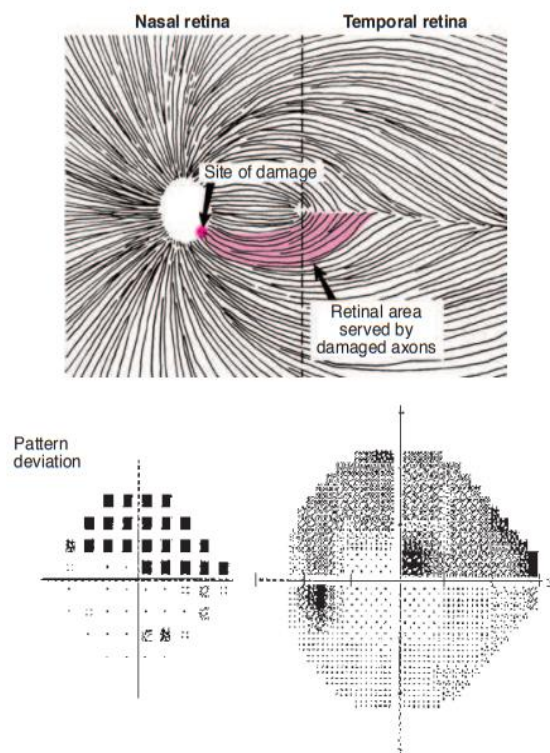 Nasal retina
Temporal retina
Site of damage
Retinal area
served by
damaged axons
Pattern
deviation